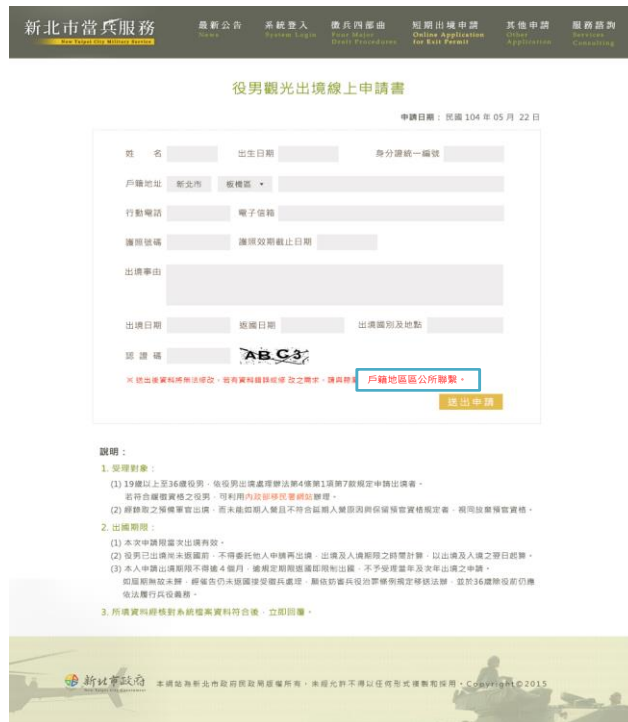 新北市當兵服務
New Taipei City Military Service
最新公告 系統登入 徵兵四部曲 短期出境申請 其他申請 服務諮詢
News System Login Four Major Draft Procedures Online Application for Exit Permit Other Application Services Consulting
役男觀光出境線上申請書
申請日期：民國 104 年 05 月 22 日
姓 名 出生日期 身分證統一編號
戶籍地址 新北市 板橋區
行動電話 電子信箱
護照號碼 護照效期截止日期
出境事由
出境日期 返國日期 出境國別及地點
認 證 碼 ABC3
※ 送出後資料將無法修改，若有資料錯誤或修 改之需求，請與 戶籍地區區公所聯繫。
送出申請
說明：
1. 受理對象：
(1) 19歲以上至36歲役男，依役男出境處理辦法第4條第1項第7款規定申請出境者。
若符合緩徵資格之役男，可利用內政部移民署網站辦理。
(2) 經錄取之預備軍官出境，而未能如期入營且不符合延期入營原因與保留預官資格規定者，視同放棄預官資格。
2. 出國期限：
(1) 本次申請限當次出境有效。
(2) 役男已出境尚未返國前，不得委託他人申請再出境，出境及入境期限之時間計算，以出境及入境之翌日起算。
(3) 本人申請出境期限不得逾 4 個月，逾規定期限返國即限制出國，不予受理當年及次年出境之申請。
如屆期無故未歸，經催告仍未返國接受徵兵處理，願依妨害兵役治罪條例規定移送法辦，並於36歲除役前仍應
依法履行兵役義務。
3. 所填資料經核對系統檔案資料符合後，立即回覆。
新北市政府 本網站為新北市政府民政局版權所有，未經允許不得以任何形式複製和採用。Copyright©2015